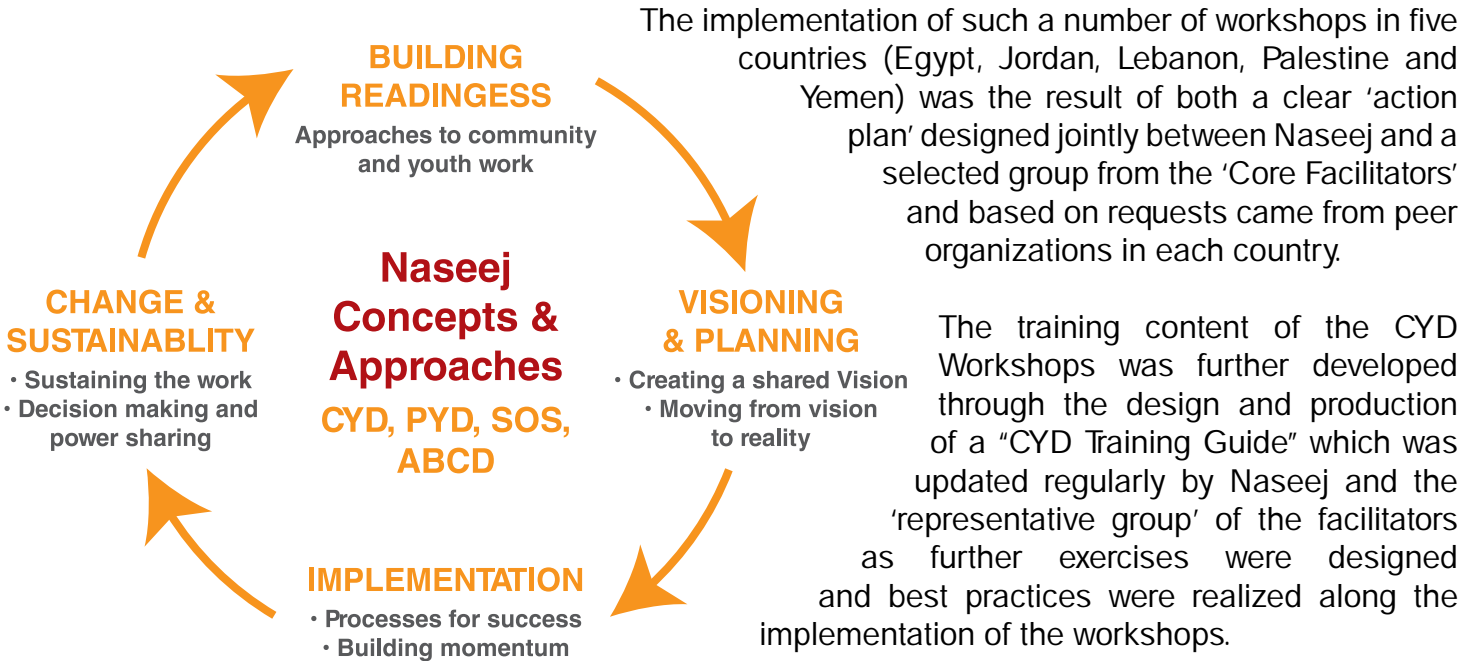 BUILDING
READINGESS
Approaches to community
and youth work
VISIONING
& PLANNING
• Creating a shared Vision
• Moving from vision
to reality
IMPLEMENTATION
• Processes for success
• Building momentum
CHANGE &
SUSTAINABLITY
• Sustaining the work
• Decision making and
power sharing
Naseej
Concepts &
Approaches
CYD, PYD, SOS,
ABCD
The implementation of such a number of workshops in five
countries (Egypt, Jordan, Lebanon, Palestine and
Yemen) was the result of both a clear ‘action
plan’ designed jointly between Naseej and a
selected group from the ‘Core Facilitators’
and based on requests came from peer
organizations in each country.
The training content of the CYD
Workshops was further developed
through the design and production
of a “CYD Training Guide” which was
updated regularly by Naseej and the
‘representative group’ of the facilitators
as further exercises were designed
and best practices were realized along the
implementation of the workshops.